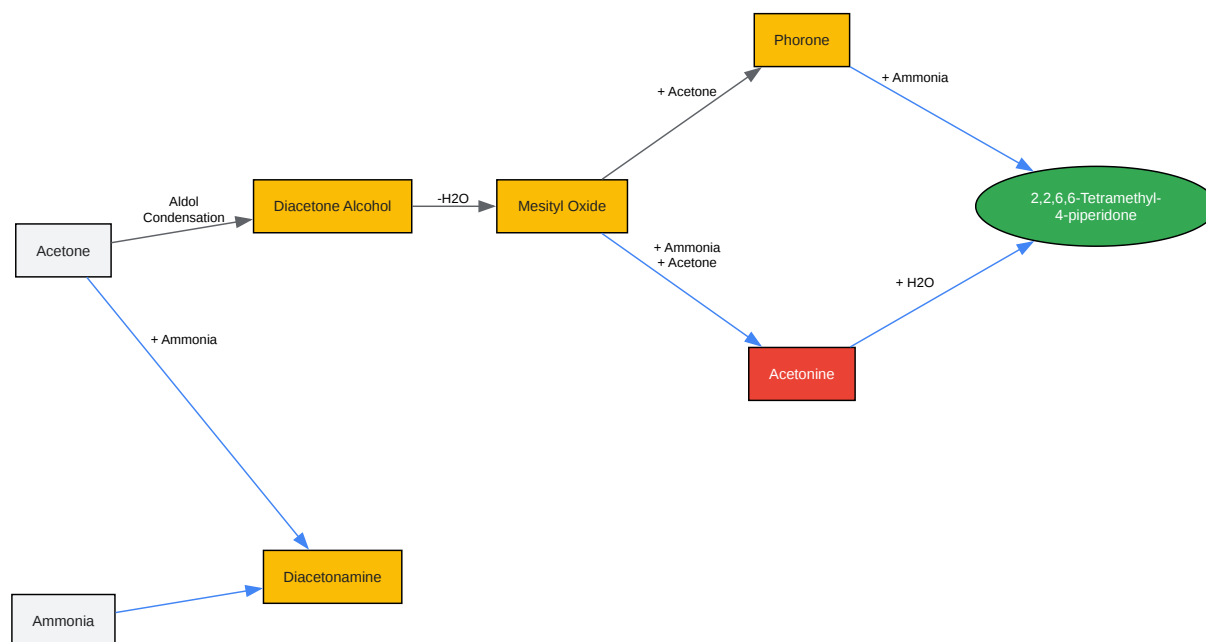 Phorone
+ Ammonia
+ Acetone
Aldol
Condensation
Diacetone Alcohol
-H2O
Mesityl Oxide
2,2,6,6-Tetramethyl-
4-piperidone
Acetone
+ Ammonia
+ Acetone
+ H2O
+ Ammonia
Acetonine
Diacetonamine
Ammonia